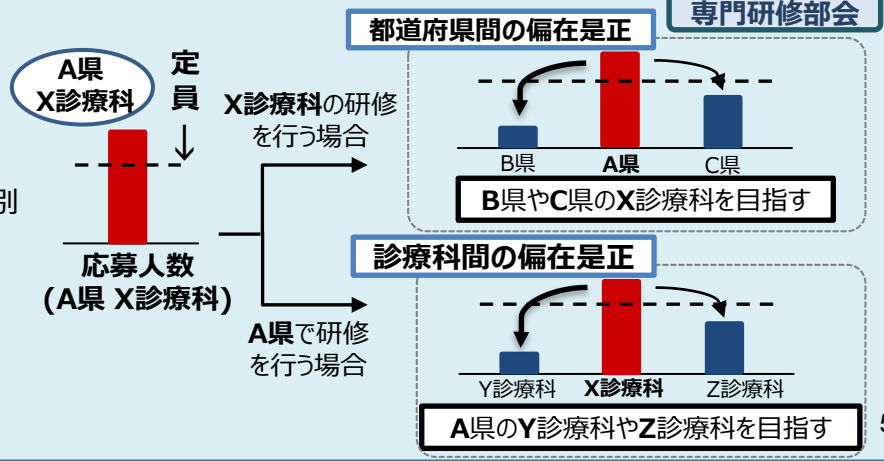 専門研修部会
都道府県間の偏在是正
A県
X診療科
定員
↓
X診療科の研修
を行う場合
B県
A県
C県
B県やC県のX診療科を目指す
別
応募人数
(A県 X診療科)
診療科間の偏在是正
A県で研修
を行う場合
Y診療科
X診療科
Z診療科
A県のY診療科やZ診療科を目指す